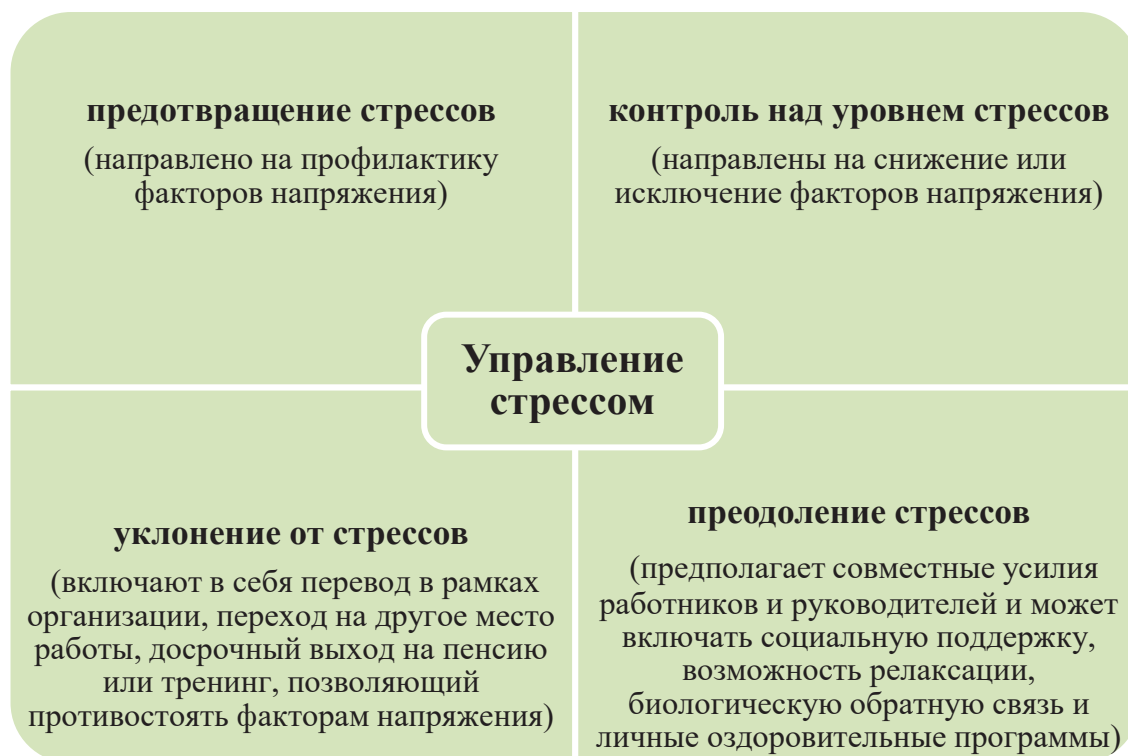 предотвращение стрессов
(направлено на профилактику
факторов напряжения)
контроль над уровнем стрессов
(направлены на снижение или
исключение факторов напряжения)
Управление
стрессом
уклонение от стрессов
(включают в себя перевод в рамках
организации, переход на другое место
работы, досрочный выход на пенсию
или тренинг, позволяющий
противостоять факторам напряжения)
преодоление стрессов
(предполагает совместные усилия
работников и руководителей и может
включать социальную поддержку,
возможность релаксации,
биологическую обратную связь и
личные оздоровительные программы)